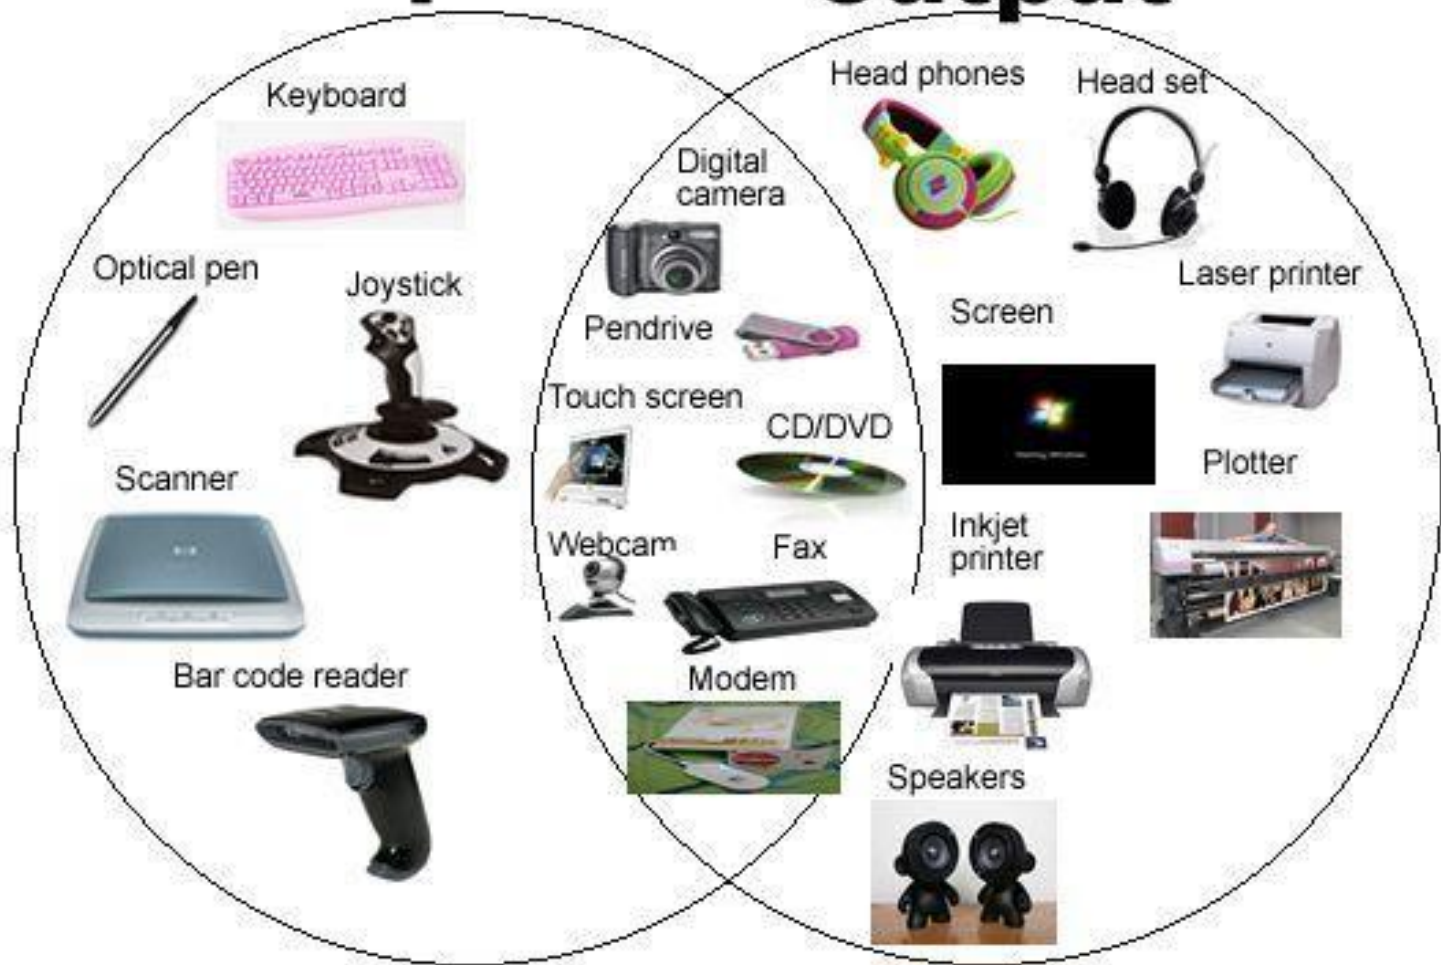 Output
Keyboard
Optical pen
Joystick
Scanner
Bar code reader
Digital
camera
Pendrive
Touch screen
CD/DVD
Webcam
Fax
Modem
Head phones
Head set
Laser printer
Screen
Plotter
Inkjet
printer
Speakers